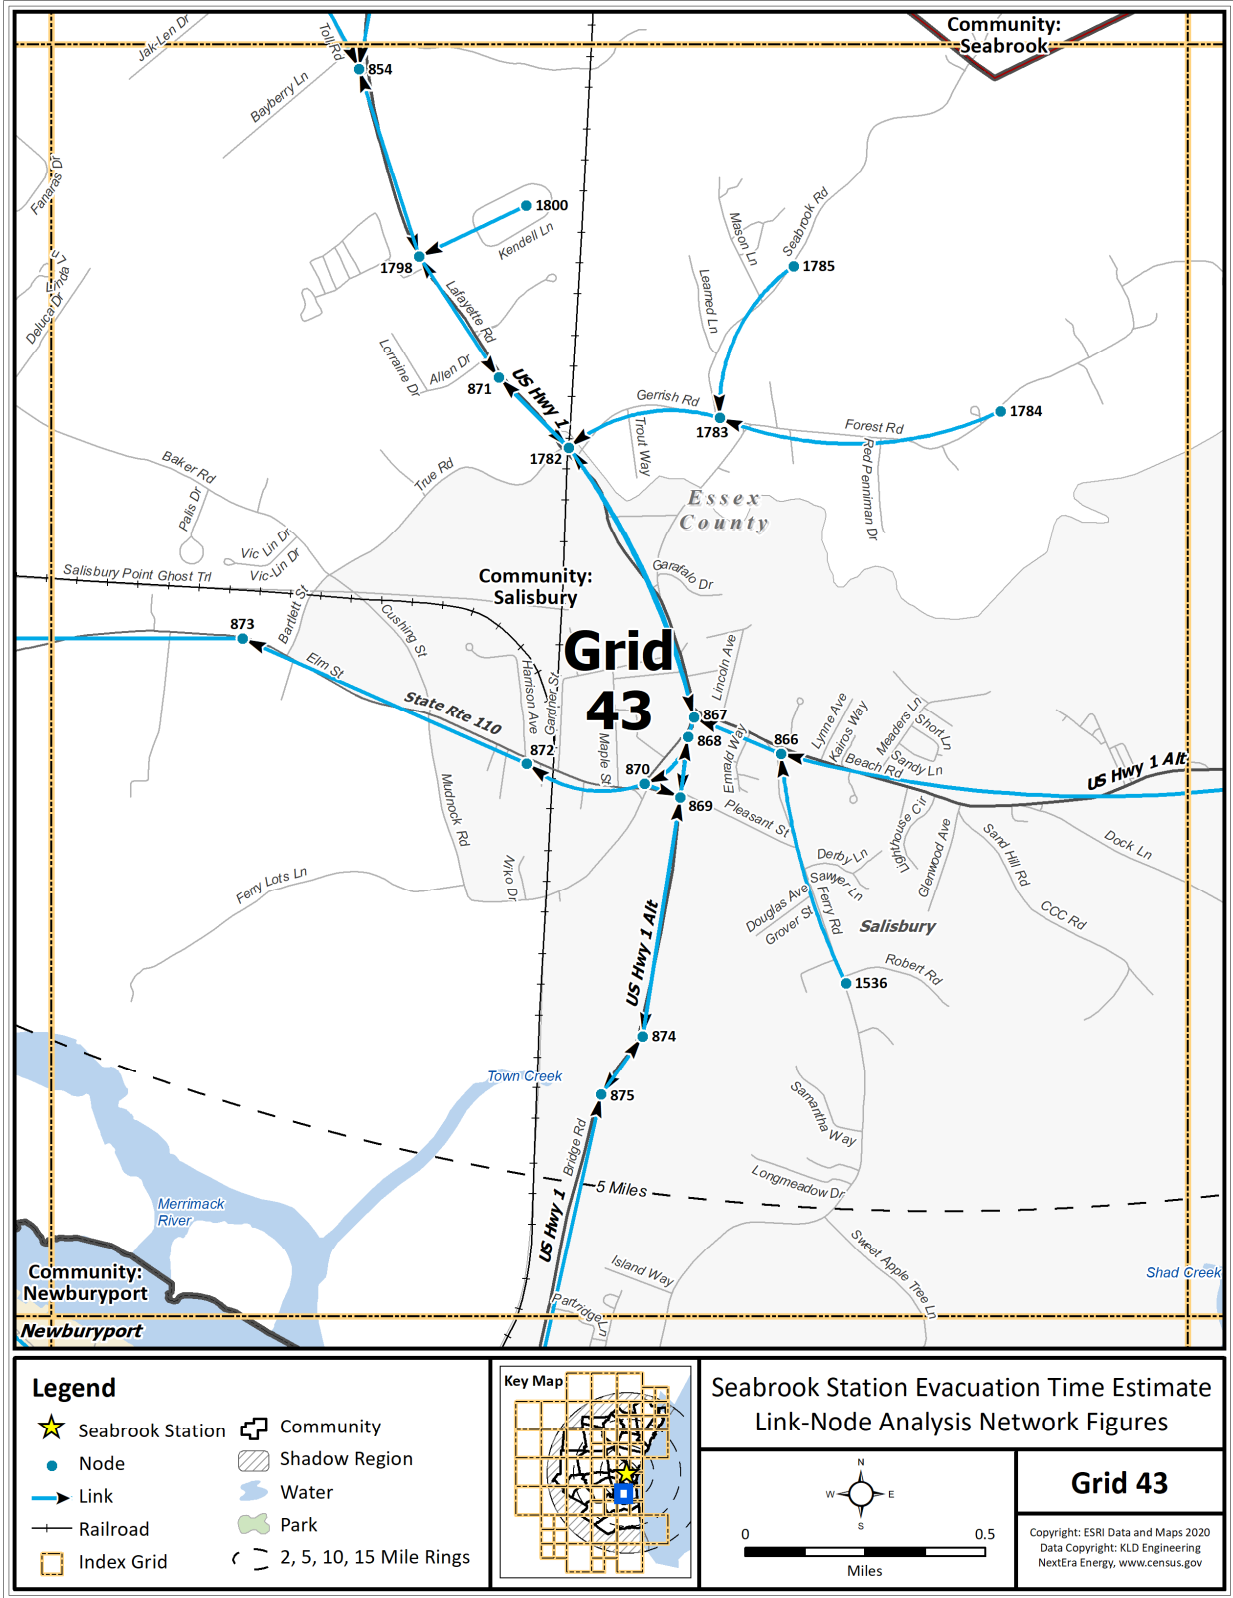 Community:
Seabrook
Jak-Len Dr
Toll Rd
854
Bayberry Ln
Fanaras Dr
1800
Kendell Ln
1798
Mason Ln
Seabrook Rd
1785
Learned Ln
Deluca Dr
Lafayette Rd
Lorraine Dr
Allen Dr
871
US Hwy 1
Gerrish Rd
1783
Forest Rd
1784
1782
Trout Way
Red Penniman Dr
Baker Rd
True Rd
Palis Dr
Essex
County
Vic Lin Dr
Vic-Lin Dr
Salisbury Point Ghost Trl
Community:
Salisbury
Garafalo Dr
Bartlett St
Cushing St
873
Elm St
State Rte 110
Grid
43
Harrison Ave
Gardner St
Lincoln Ave
867
868
866
Lynne Ave
Kairos Way
Meaders Ln
Short Ln
Sandy Ln
Beach Rd
US Hwy 1 Alt
872
870
Maple St
Emerald Way
869
Pleasant St
Mudnock Rd
Niko Dr
Ferry Lots Ln
Derby Ln
Sawyer Ln
Douglas Ave
Grover St
Ferry Rd
Lighthouse Cir
Glenwood Ave
Sand Hill Rd
Dock Ln
CCC Rd
Salisbury
Robert Rd
1536
US Hwy 1 Alt
874
Town Creek
875
Samantha Way
Bridge Rd
Longmeadow Dr
5 Miles
Merrimack
River
US Hwy 1
Sweet Apple Tree Ln
Island Way
Shad Creek
Community:
Newburyport
Partridge Ln
Newburyport
Legend
Seabrook Station
Node
Link
Railroad
Index Grid
Community
Shadow Region
Water
Park
2, 5, 10, 15 Mile Rings
Key Map
Seabrook Station Evacuation Time Estimate
Link-Node Analysis Network Figures
N
W E
S
0 0.5
Miles
Grid 43
Copyright: ESRI Data and Maps 2020
Data Copyright: KLD Engineering
NextEra Energy, www.census.gov